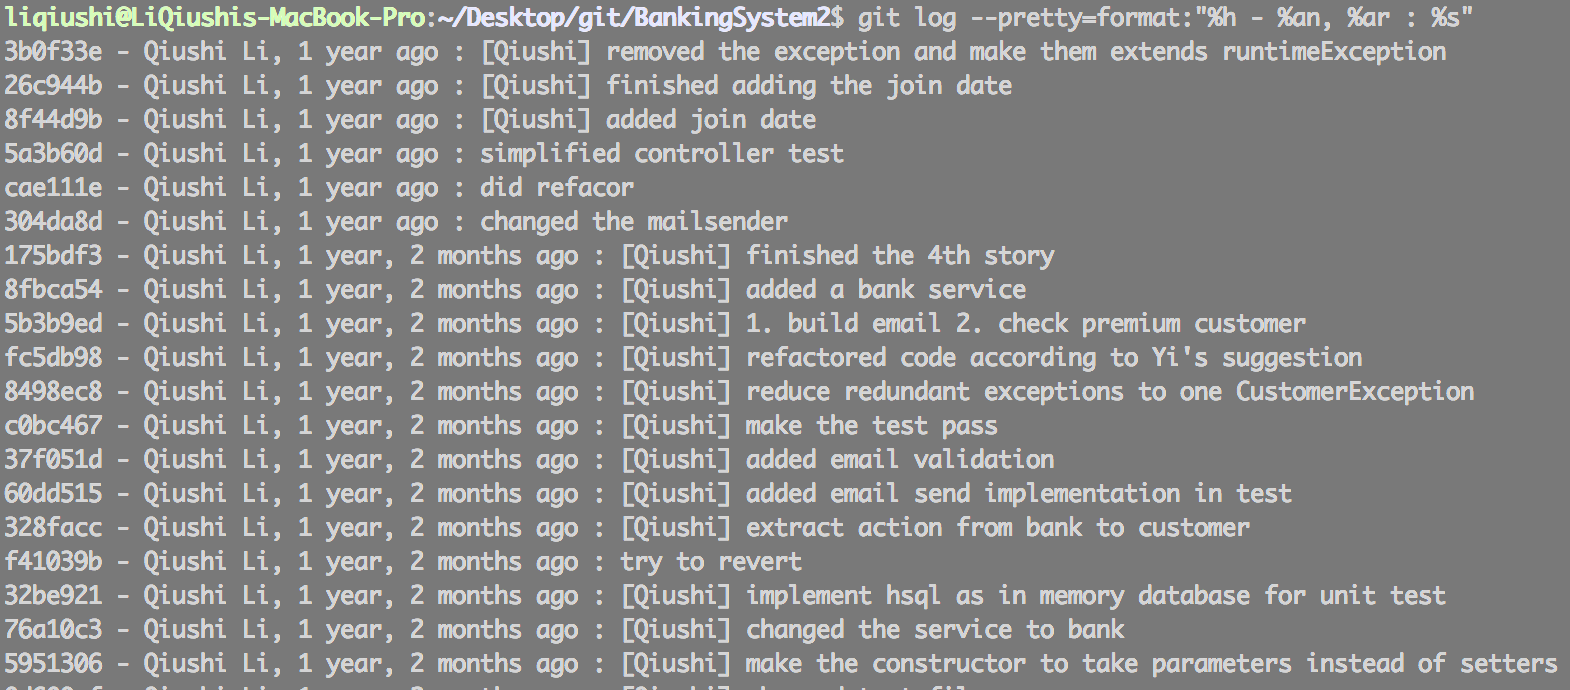 liqiushi@LiQiushis-MacBook-Pro:~/Desktop/git/BankingSystem2$ git log --pretty=format:"%h - %an, %ar : %s"
3b0f33e - Qiushi Li, 1 year ago : [Qiushi] removed the exception and make them extends runtimeException
26c944b - Qiushi Li, 1 year ago : [Qiushi] finished adding the join date
8f44d9b - Qiushi Li, 1 year ago : [Qiushi] added join date
5a3b60d - Qiushi Li, 1 year ago : simplified controller test
cae111e - Qiushi Li, 1 year ago : did refacor
304da8d - Qiushi Li, 1 year ago : changed the mailsender
175bdf3 - Qiushi Li, 1 year, 2 months ago : [Qiushi] finished the 4th story
8fbca54 - Qiushi Li, 1 year, 2 months ago : [Qiushi] added a bank service
5b3b9ed - Qiushi Li, 1 year, 2 months ago : [Qiushi] 1. build email 2. check premium customer
fc5db98 - Qiushi Li, 1 year, 2 months ago : [Qiushi] refactored code according to Yi's suggestion
8498ec8 - Qiushi Li, 1 year, 2 months ago : [Qiushi] reduce redundant exceptions to one CustomerException
c0bc467 - Qiushi Li, 1 year, 2 months ago : [Qiushi] make the test pass
37f051d - Qiushi Li, 1 year, 2 months ago : [Qiushi] added email validation
60dd515 - Qiushi Li, 1 year, 2 months ago : [Qiushi] added email send implementation in test
328facc - Qiushi Li, 1 year, 2 months ago : [Qiushi] extract action from bank to customer
f41039b - Qiushi Li, 1 year, 2 months ago : try to revert
32be921 - Qiushi Li, 1 year, 2 months ago : [Qiushi] implement hsql as in memory database for unit test
76a10c3 - Qiushi Li, 1 year, 2 months ago : [Qiushi] changed the service to bank
5951306 - Qiushi Li, 1 year, 2 months ago : [Qiushi] make the constructor to take parameters instead of setters
- Qiushi Li, 1 year, 2 months ago : [Qiushi]